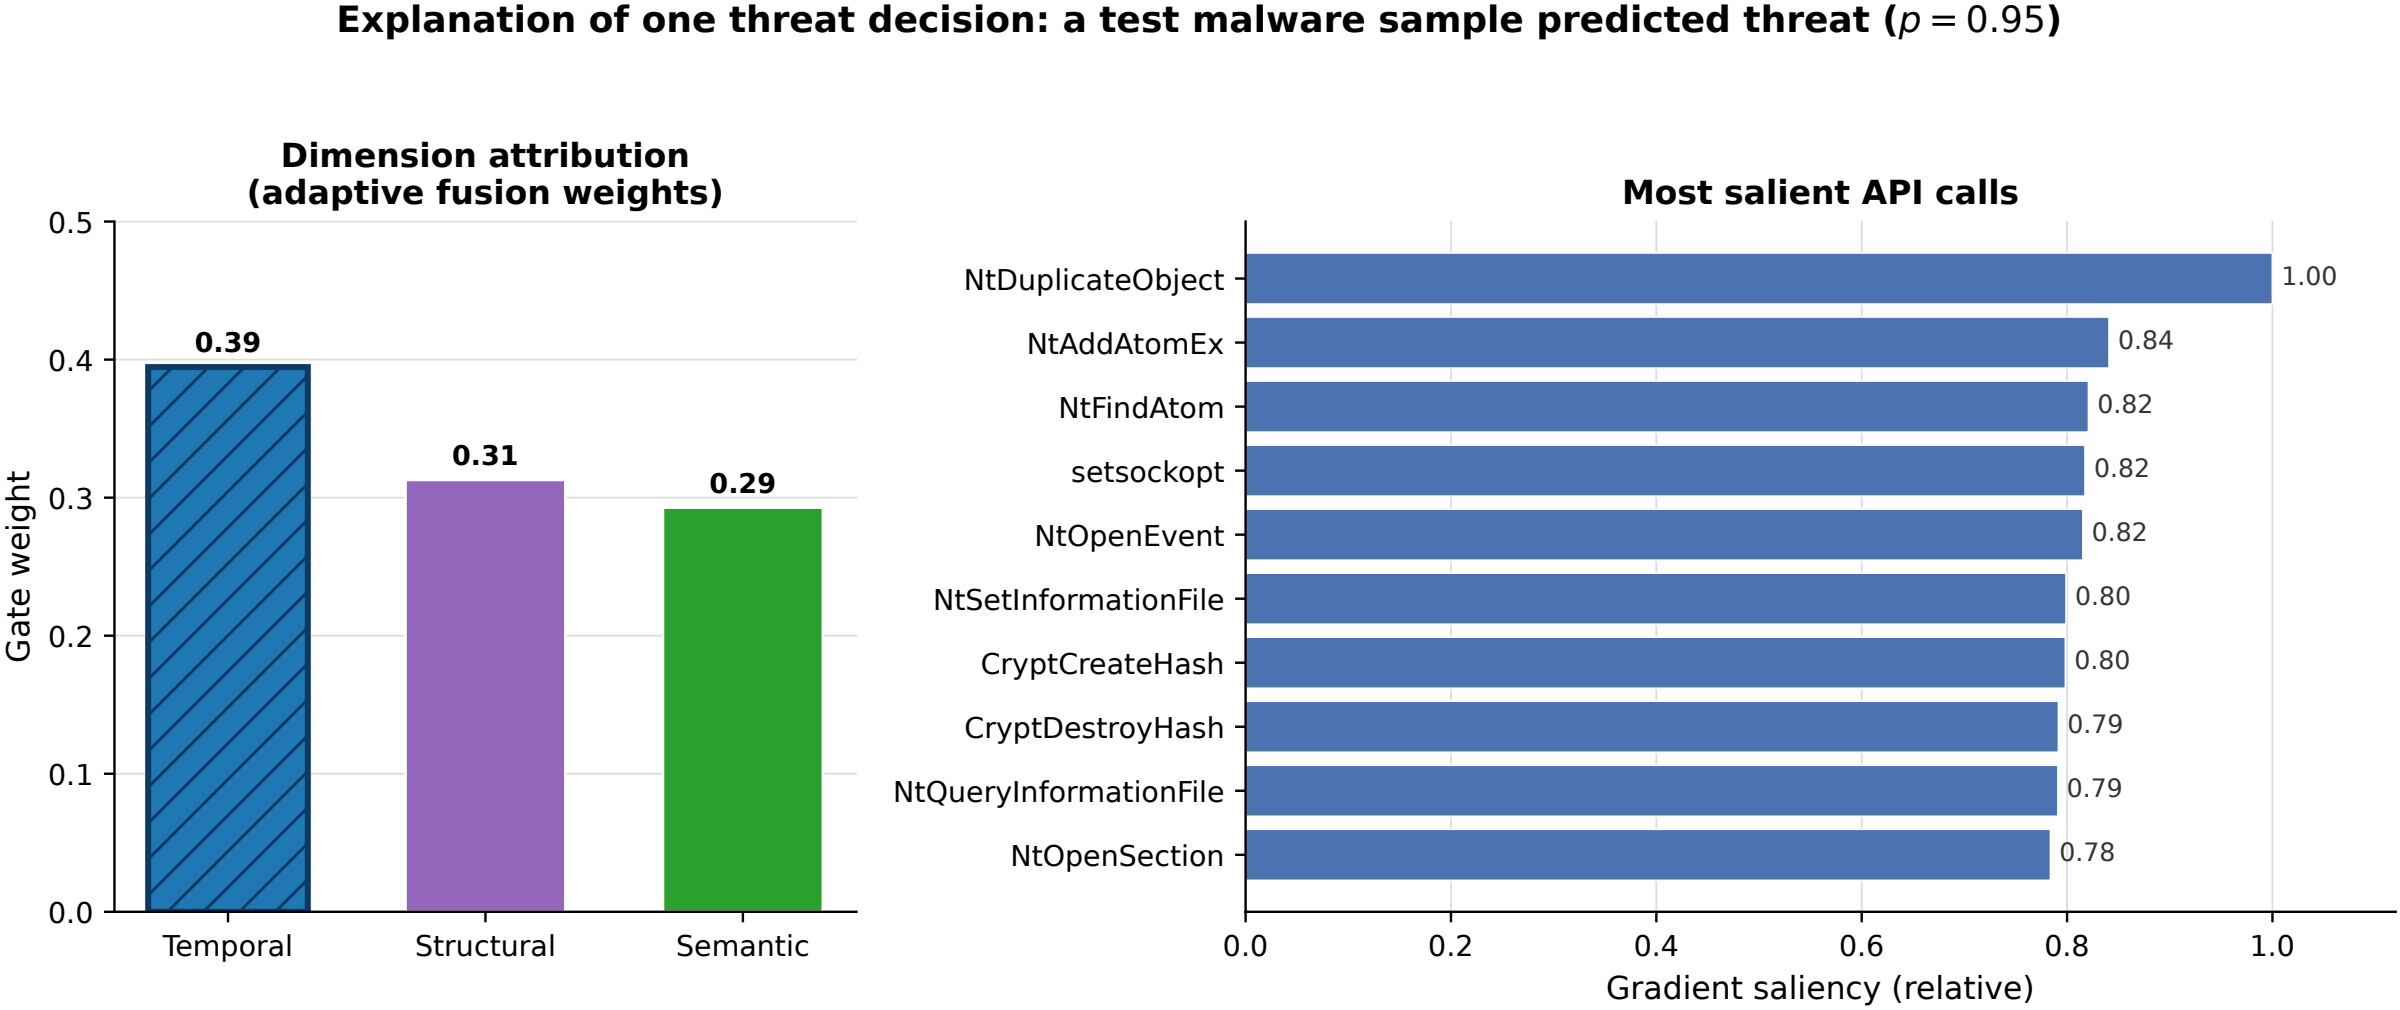 Explanation of one threat decision: a test malware sample predicted threat (p = 0.95)
Dimension attribution
(adaptive fusion weights)
Gate weight
0.5
0.4
0.3
0.2
0.1
0.0
0.39
0.31
0.29
Temporal
Structural
Semantic
Most salient API calls
NtDuplicateObject 1.00
NtAddAtomEx 0.84
NtFindAtom 0.82
setsockopt 0.82
NtOpenEvent 0.82
NtSetInformationFile 0.80
CryptCreateHash 0.80
CryptDestroyHash 0.79
NtQueryInformationFile 0.79
NtOpenSection 0.78
0.0 0.2 0.4 0.6 0.8 1.0
Gradient saliency (relative)